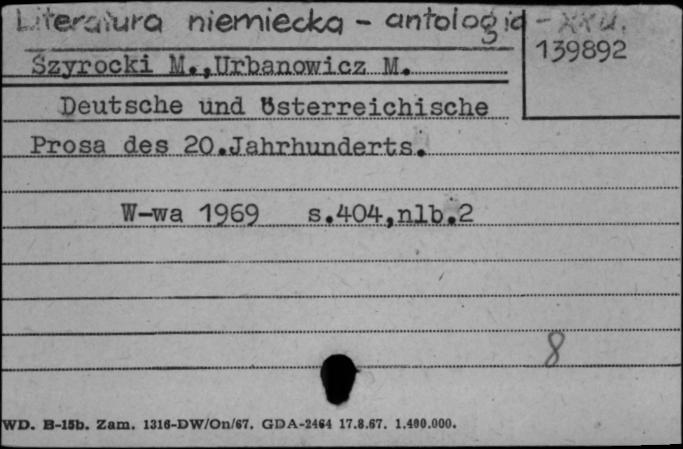 Literatura niemiecka - antologia - XX w.
139892
Szyrocki M.,Urbanowicz M.
Deutsche und österreichische
Prosa des 20.Jahrhunderts.
W-wa 1969 s.404,nlb.2
8
WD. B-15b. Zam. 1316-DW/On/67. GDA-2464 17.8.67. 1.400.000.